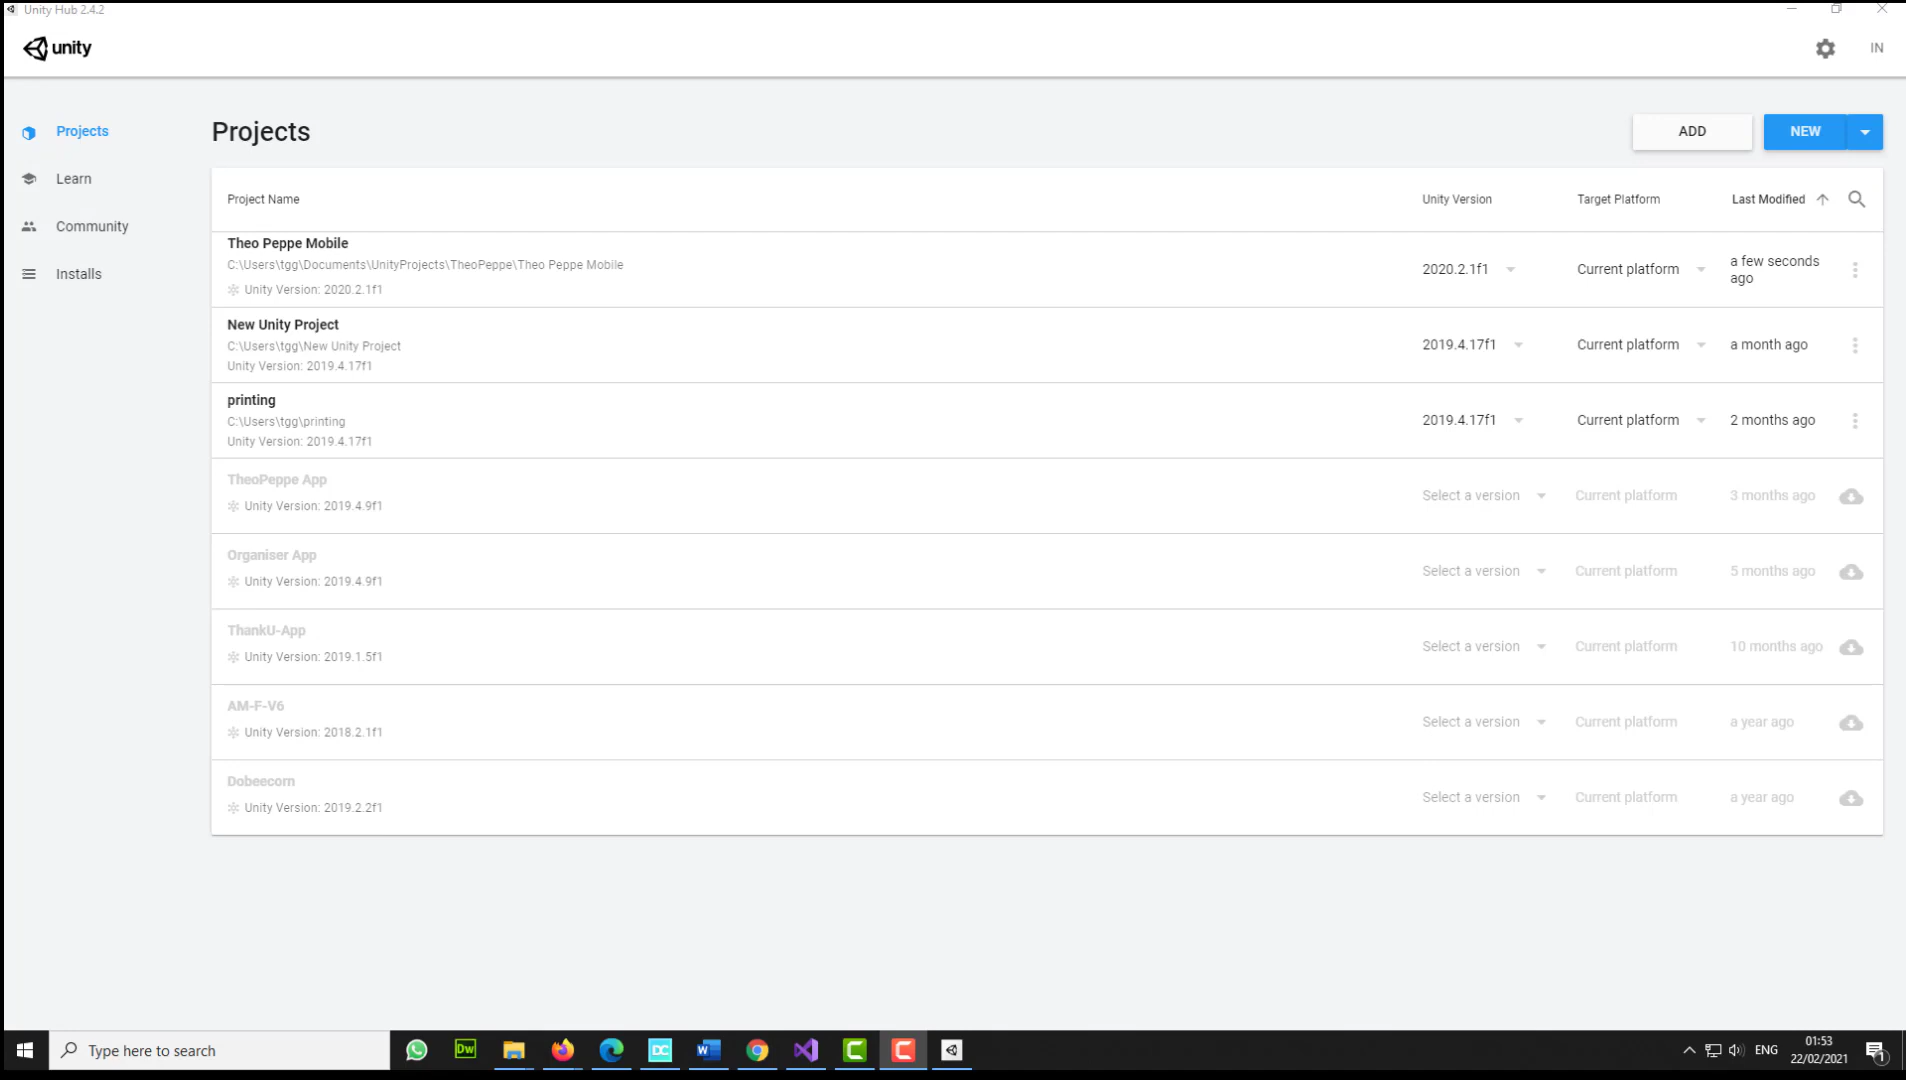 Unity Hub 2.4.2
unity
IN
Projects
Learn
Community
Installs
Projects
ADD
NEW
Project Name
Unity Version
Target Platform
Last Modified
Theo Peppe Mobile
C:\Users\tgg\Documents\UnityProjects\TheoPeppe\Theo Peppe Mobile
Unity Version: 2020.2.1f1
2020.2.1f1
Current platform
a few seconds
ago
New Unity Project
C:\Users\tgg\New Unity Project
Unity Version: 2019.4.17f1
2019.4.17f1
Current platform
a month ago
printing
C:\Users\tgg\printing
Unity Version: 2019.4.17f1
2019.4.17f1
Current platform
2 months ago
TheoPeppe App
Unity Version: 2019.4.9f1
Select a version
Current platform
3 months ago
Organiser App
Unity Version: 2019.4.9f1
Select a version
Current platform
5 months ago
ThankU-App
Unity Version: 2019.1.5f1
Select a version
Current platform
10 months ago
AM-F-V6
Unity Version: 2018.2.1f1
Select a version
Current platform
a year ago
Dobeecorn
Unity Version: 2019.2.2f1
Select a version
Current platform
a year ago
Type here to search
Dw
DC
W
ENG
01:53
22/02/2021
1